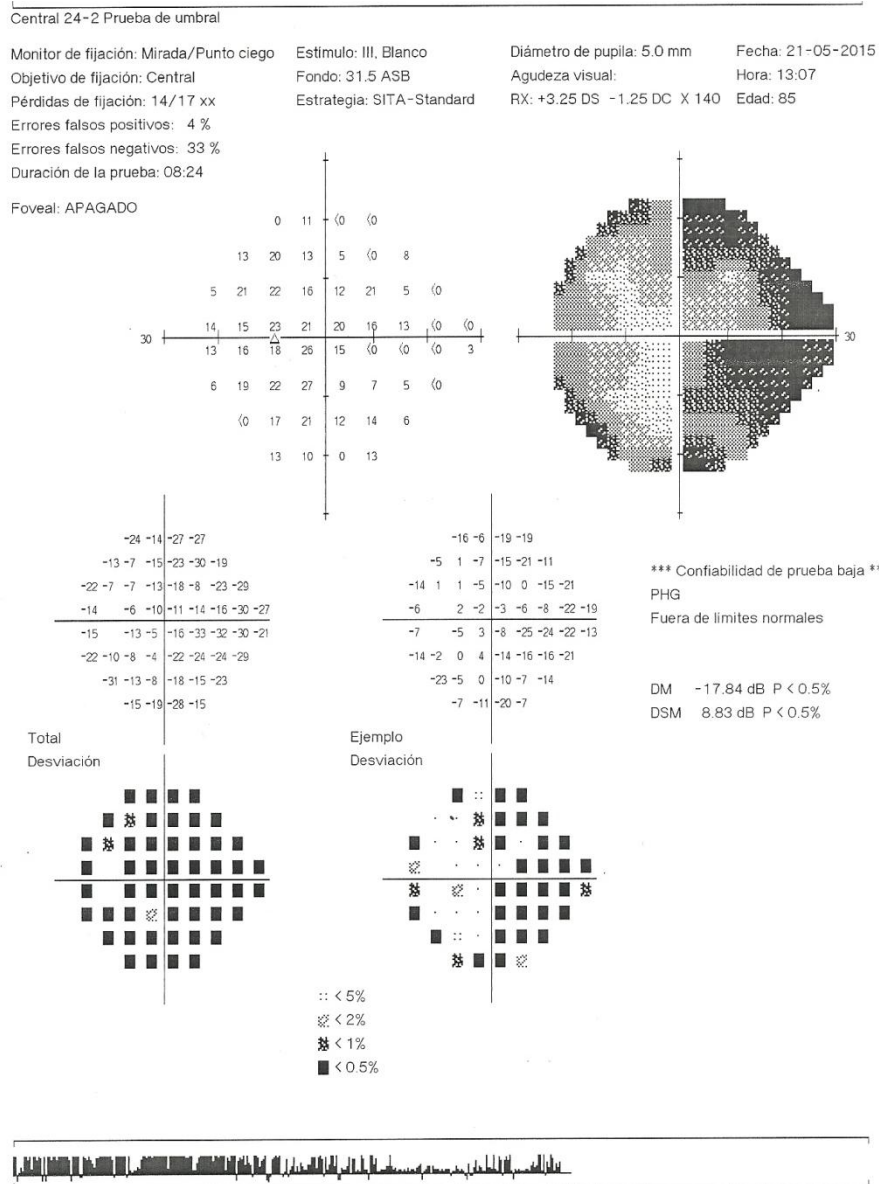 Central 24-2 Prueba de umbral
Monitor de fijación: Mirada/Punto ciego Estimulo: III, Blanco Diámetro de pupila: 5.0 mm Fecha: 21-05-2015
Objetivo de fijación: Central Fondo: 31.5 ASB Agudeza visual: Hora: 13:07
Pérdidas de fijación: 14/17 xx Estrategia: SITA-Standard RX: +3.25 DS -1.25 DC X 140 Edad: 85
Errores falsos positivos: 4 %
Errores falsos negativos: 33 %
Duración de la prueba: 08:24
Foveal: APAGADO
0 11 <0 <0
13 20 13 5 <0 8
5 21 22 16 12 21 5 <0
14 15 23 21 20 16 13 <0 <0
30 30
13 16 18 26 15 <0 <0 <0 3
6 19 22 27 9 7 5 <0
<0 17 21 12 14 6
13 10 0 13
-24 -14 -27 -27
-13 -7 -15 -23 -30 -19
-22 -7 -7 -13 -18 -8 -23 -29
-14 -6 -10 -11 -14 -16 -30 -27
-15 -13 -5 -16 -33 -32 -30 -21
-22 -10 -8 -4 -22 -24 -24 -29
-31 -13 -8 -18 -15 -23
-15 -19 -28 -15
Total
Desviación
-16 -6 -19 -19
-5 1 -7 -15 -21 -11
-14 1 1 -5 -10 0 -15 -21
-6 2 -2 -3 -6 -8 -22 -19
-7 -5 3 -8 -25 -24 -22 -13
-14 -2 0 4 -14 -16 -16 -21
-23 -5 0 -10 -7 -14
-7 -11 -20 -7
Ejemplo
Desviación
*** Confiabilidad de prueba baja **
PHG
Fuera de limites normales
DM -17.84 dB P < 0.5%
DSM 8.83 dB P < 0.5%
< 5%
< 2%
< 1%
< 0.5%